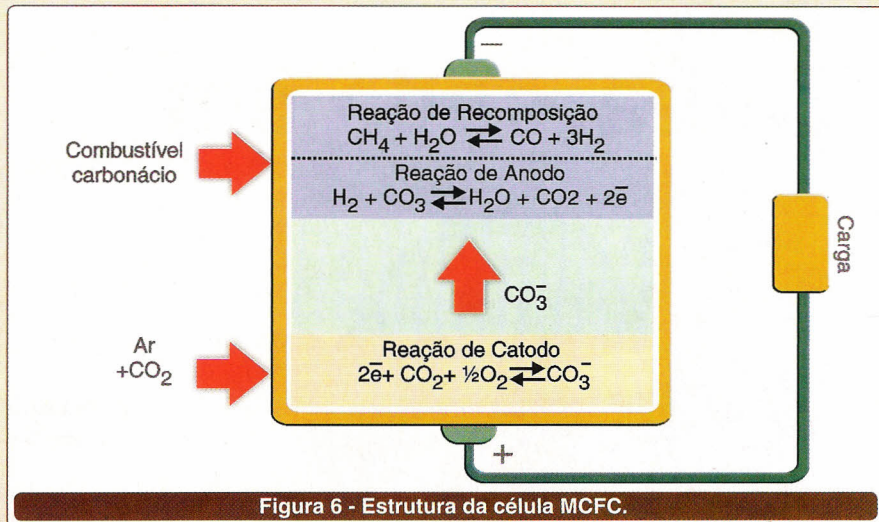 —
Reação de Recomposição
CH₄ + H₂O ⇄ CO + 3H₂
Combustível
carbonácio
Reação de Anodo
H₂ + CO₃ ⇄ H₂O + CO2 + 2e̅
Carga
CO₃⁻
Ar
+CO₂
Reação de Catodo
2e̅+ CO₂+ ½O₂ ⇄ CO₃⁻
+
Figura 6 - Estrutura da célula MCFC.